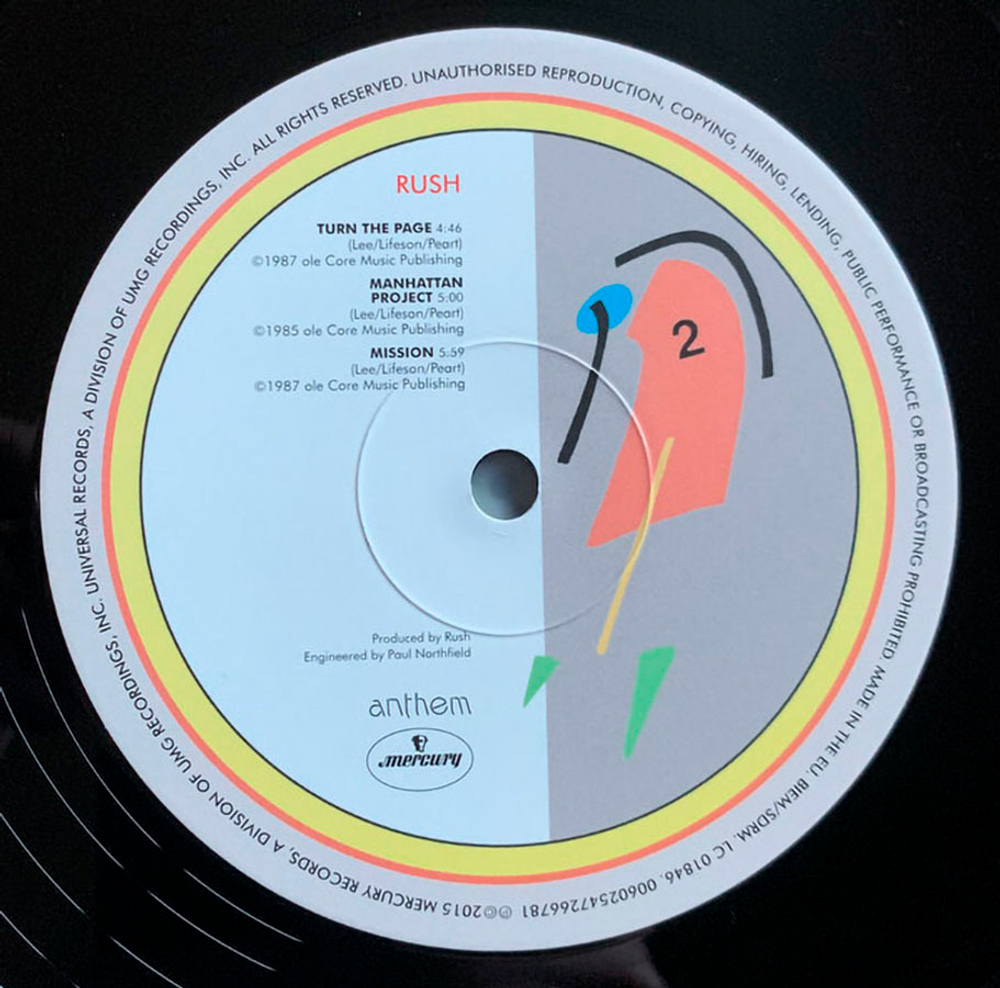 RUSH
TURN THE PAGE 4:46
(Lee/Lifeson/Peart)
©1987 ole Core Music Publishing
MANHATTAN
PROJECT 5:00
(Lee/Lifeson/Peart)
©1985 ole Core Music Publishing
MISSION 5:59
(Lee/Lifeson/Peart)
©1987 ole Core Music Publishing
2
Produced by Rush
Engineered by Paul Northfield
anthem
mercury
℗©2015 MERCURY RECORDS, A DIVISION OF UMG RECORDINGS, INC. UNIVERSAL RECORDS, A DIVISION OF UMG RECORDINGS, INC. ALL RIGHTS RESERVED. UNAUTHORISED REPRODUCTION, COPYING, HIRING, LENDING, PUBLIC PERFORMANCE OR BROADCASTING PROHIBITED. MADE IN THE EU. BIEM/SDRM. LC 01846. 00602547266781